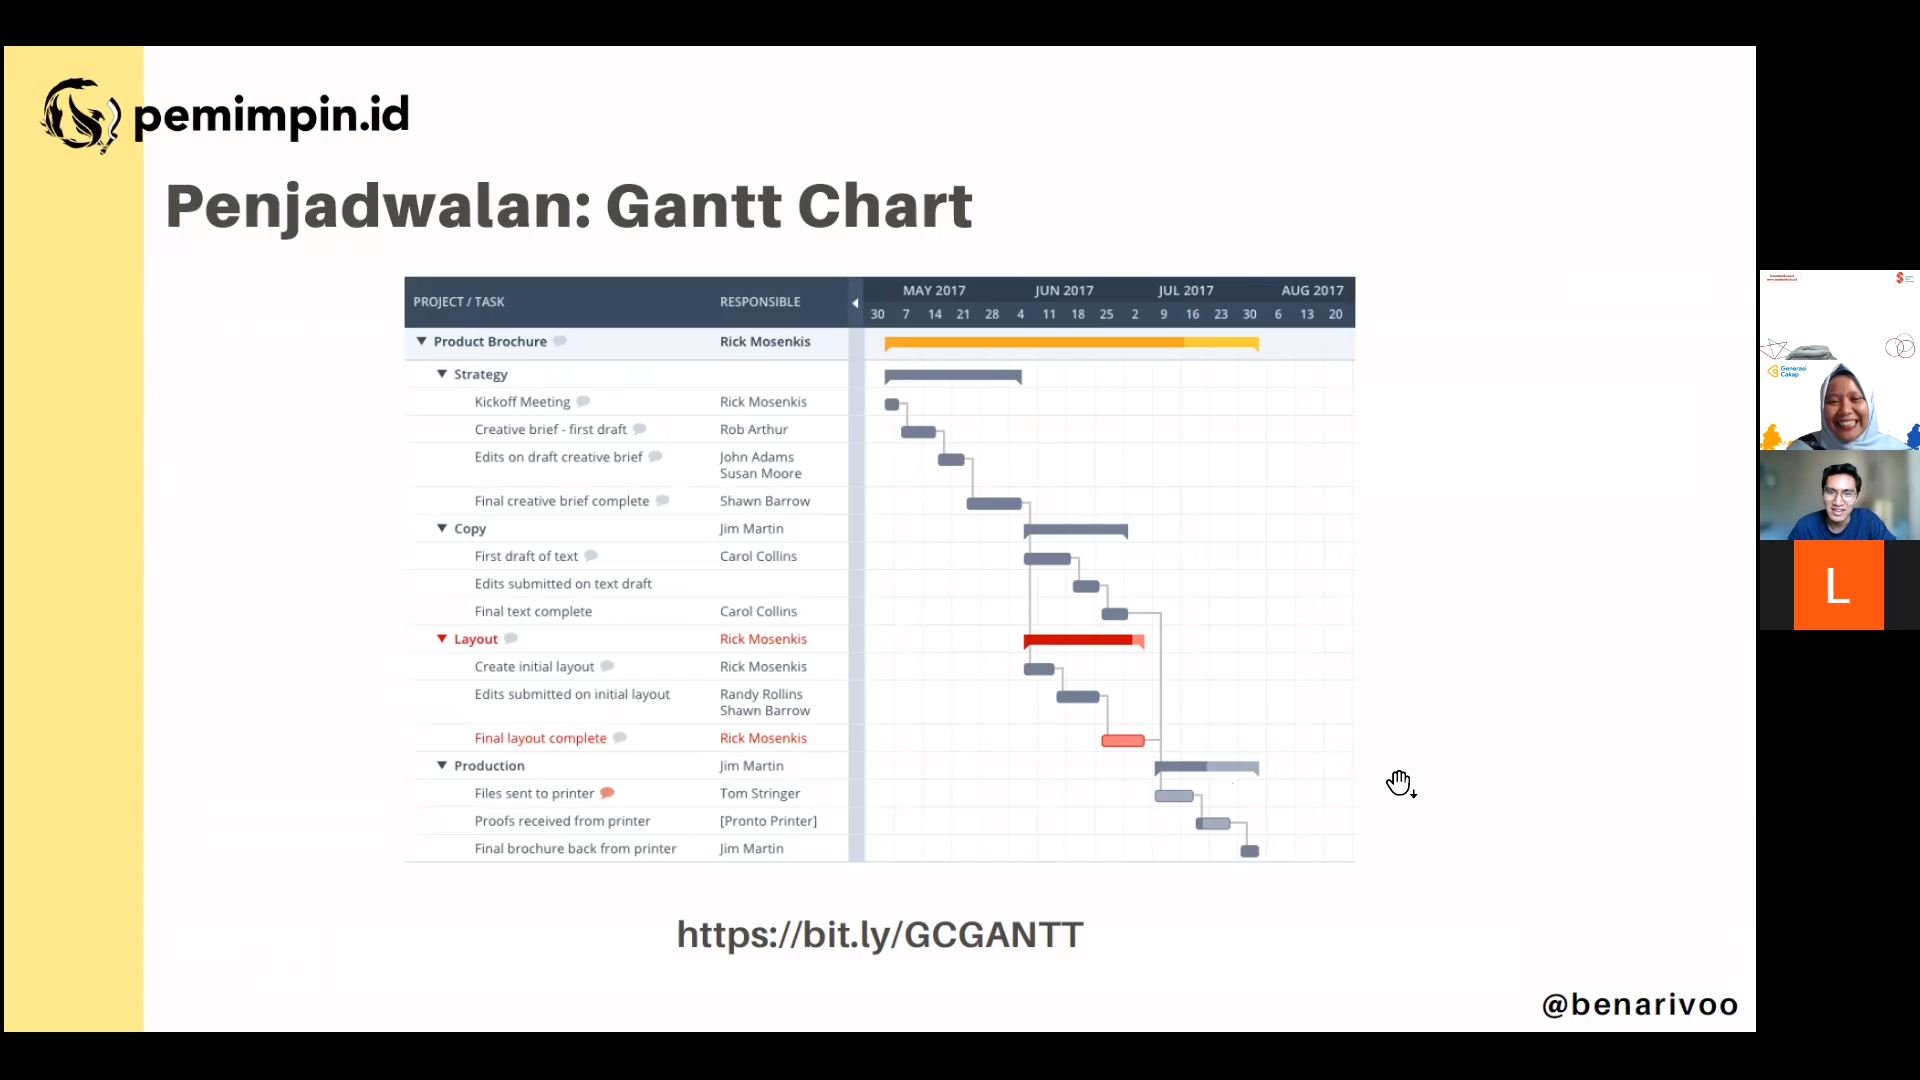 pemimpin.id
Penjadwalan: Gantt Chart
PROJECT / TASK RESPONSIBLE MAY 2017 JUN 2017 JUL 2017 AUG 2017
30 7 14 21 28 4 11 18 25 2 9 16 23 30 6 13 20
Product Brochure Rick Mosenkis
Strategy
Kickoff Meeting Rick Mosenkis
Creative brief - first draft Rob Arthur
Edits on draft creative brief John Adams
Susan Moore
Final creative brief complete Shawn Barrow
Copy Jim Martin
First draft of text Carol Collins
Edits submitted on text draft
Final text complete Carol Collins
Layout Rick Mosenkis
Create initial layout Rick Mosenkis
Edits submitted on initial layout Randy Rollins
Shawn Barrow
Final layout complete Rick Mosenkis
Production Jim Martin
Files sent to printer Tom Stringer
Proofs received from printer [Pronto Printer]
Final brochure back from printer Jim Martin
https://bit.ly/GCGANTT
@benarivoo
Generasi
Cakap
L